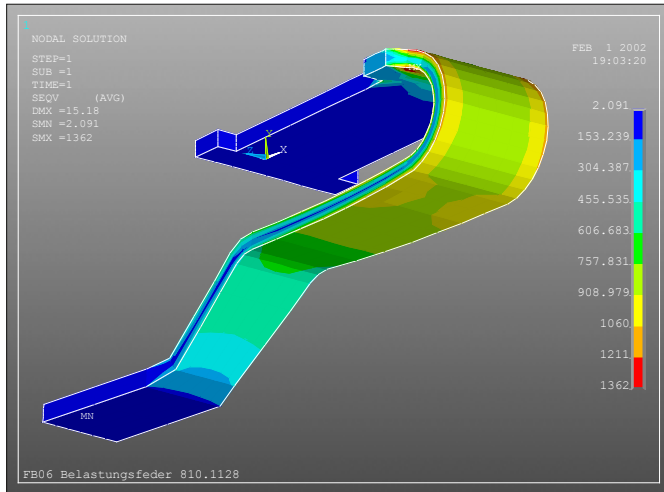 1
NODAL SOLUTION
STEP=1
SUB =1
TIME=1
SEQV (AVG)
DMX =15.18
SMN =2.091
SMX =1362
FEB 1 2002
19:03:20
2.091
153.239
304.387
455.535
606.683
757.831
908.979
1060
1211
1362
MX
Y
Z X
MN
FB06 Belastungsfeder 810.1128